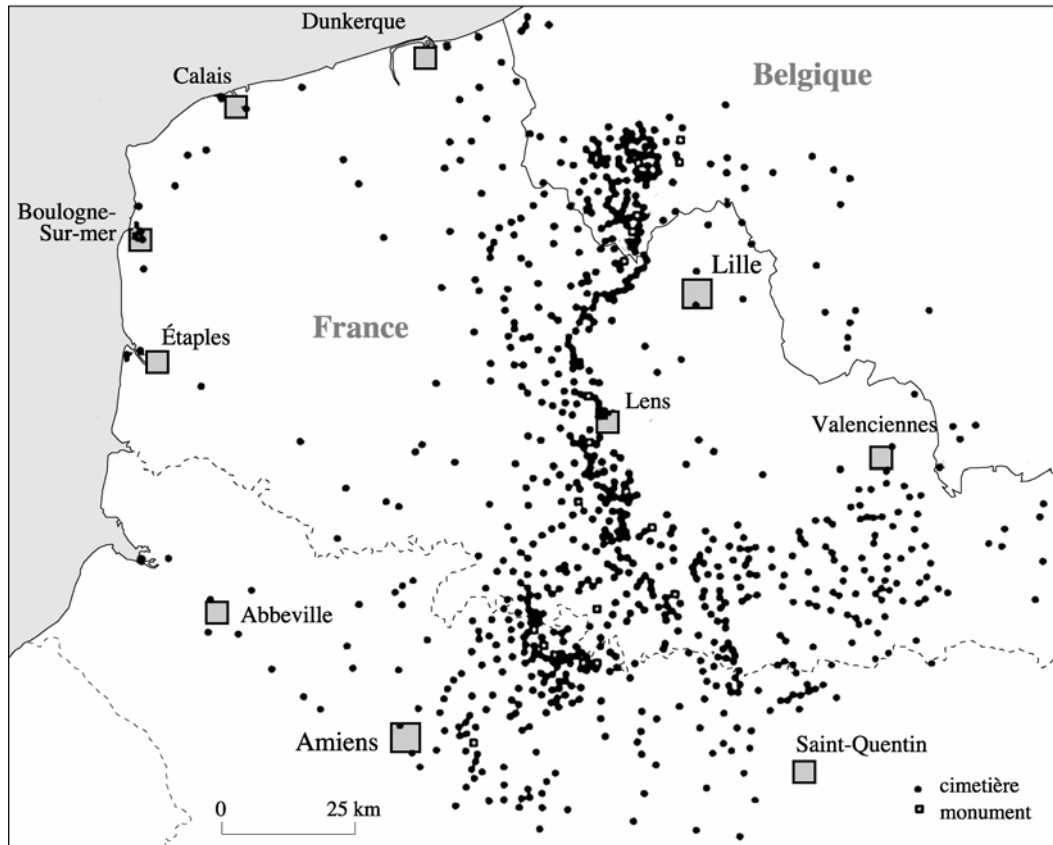 Dunkerque
Calais
Belgique
Boulogne-
Sur-mer
Lille
France
Étaples
Lens
Valenciennes
Abbeville
Amiens
Saint-Quentin
cimetière
monument
0 25 km